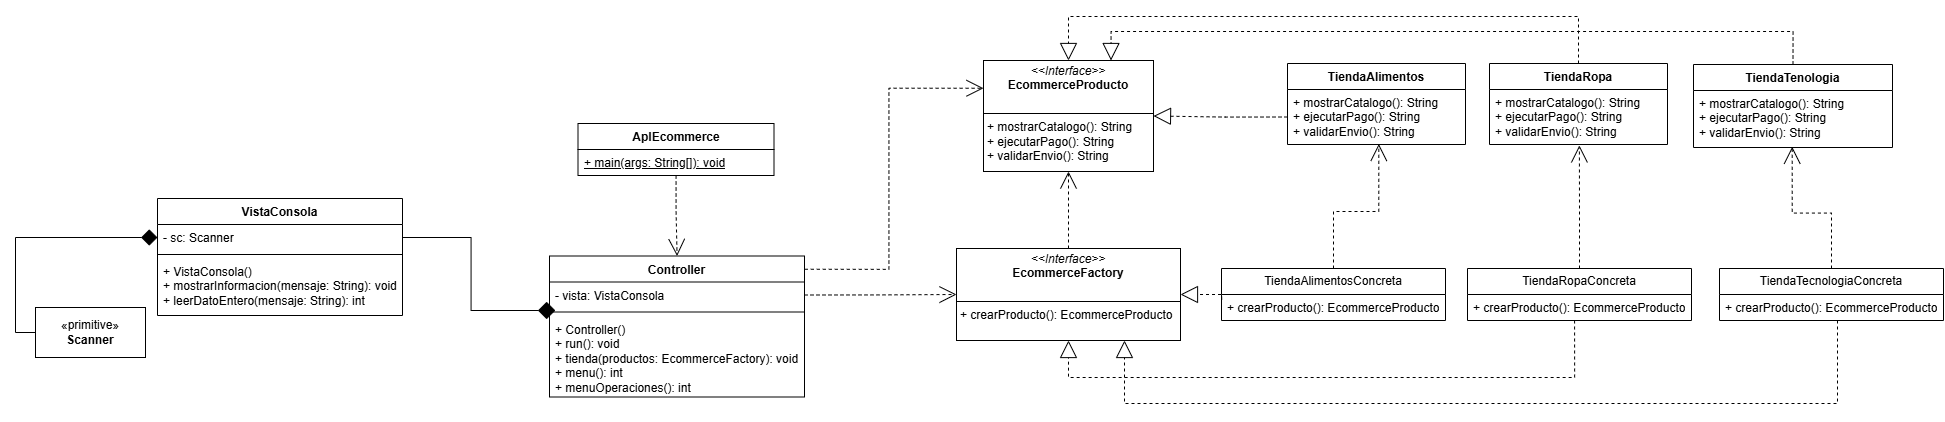 <<Interface>>
EcommerceProducto
+ mostrarCatalogo(): String
+ ejecutarPago(): String
+ validarEnvio(): String
TiendaAlimentos
+ mostrarCatalogo(): String
+ ejecutarPago(): String
+ validarEnvio(): String
TiendaRopa
+ mostrarCatalogo(): String
+ ejecutarPago(): String
+ validarEnvio(): String
TiendaTenologia
+ mostrarCatalogo(): String
+ ejecutarPago(): String
+ validarEnvio(): String
AplEcommerce
+ main(args: String[]): void
VistaConsola
- sc: Scanner
+ VistaConsola()
+ mostrarInformacion(mensaje: String): void
+ leerDatoEntero(mensaje: String): int
«primitive»
Scanner
Controller
- vista: VistaConsola
+ Controller()
+ run(): void
+ tienda(productos: EcommerceFactory): void
+ menu(): int
+ menuOperaciones(): int
<<Interface>>
EcommerceFactory
+ crearProducto(): EcommerceProducto
TiendaAlimentosConcreta
+ crearProducto(): EcommerceProducto
TiendaRopaConcreta
+ crearProducto(): EcommerceProducto
TiendaTecnologiaConcreta
+ crearProducto(): EcommerceProducto